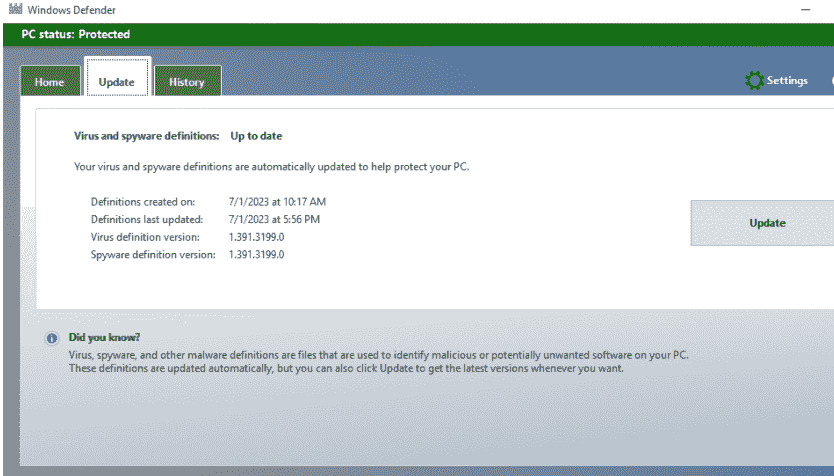 Windows Defender
PC status: Protected
Home Update History Settings
Virus and spyware definitions: Up to date
Your virus and spyware definitions are automatically updated to help protect your PC.
Definitions created on: 7/1/2023 at 10:17 AM
Definitions last updated: 7/1/2023 at 5:56 PM
Virus definition version: 1.391.3199.0
Spyware definition version: 1.391.3199.0
Update
Did you know?
Virus, spyware, and other malware definitions are files that are used to identify malicious or potentially unwanted software on your PC.
These definitions are updated automatically, but you can also click Update to get the latest versions whenever you want.